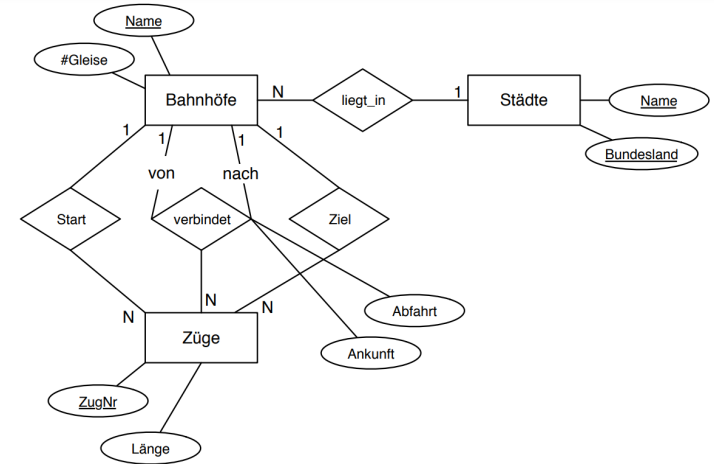 Name
#Gleise
Bahnhöfe
N
liegt_in
1
Städte
Name
Bundesland
1
1
1
1
von
nach
Start
verbindet
Ziel
N
N
N
Abfahrt
Züge
Ankunft
ZugNr
Länge